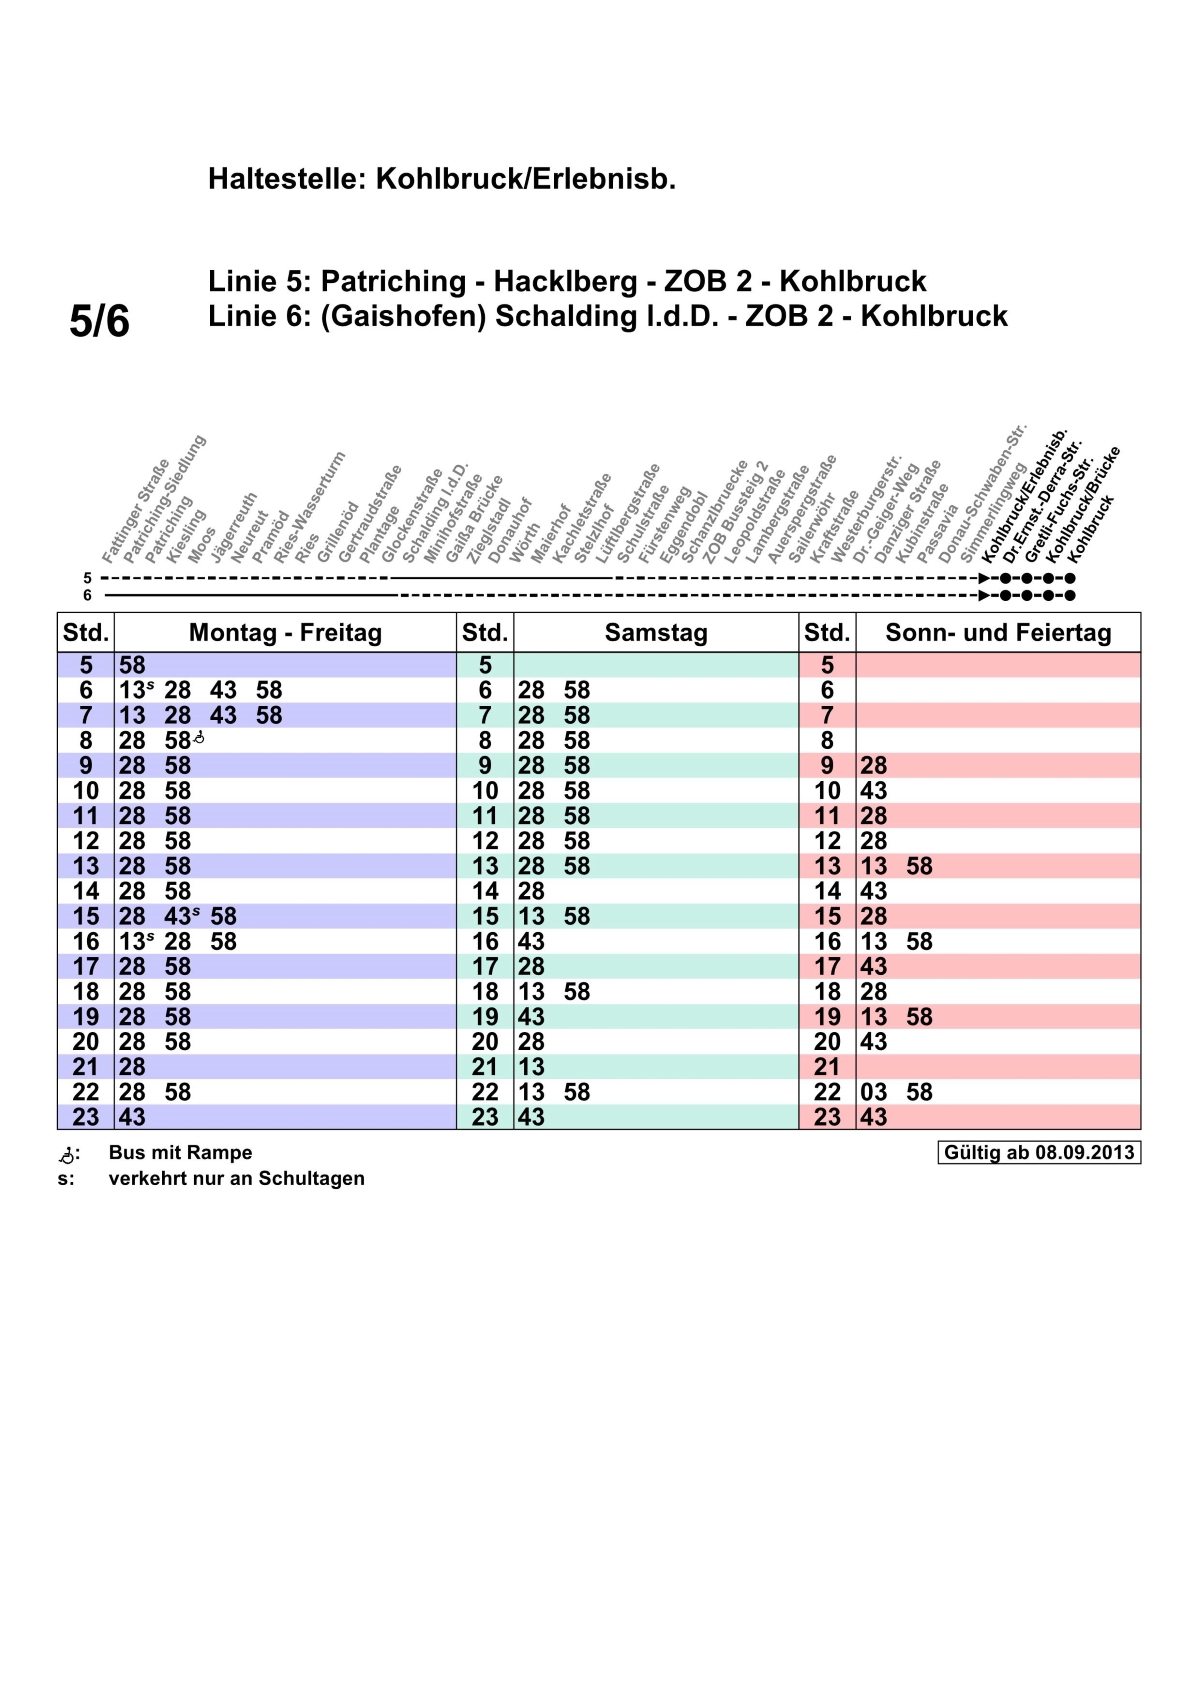 Haltestelle: Kohlbruck/Erlebnisb.
Linie 5: Patriching - Hacklberg - ZOB 2 - Kohlbruck
5/6
Linie 6: (Gaishofen) Schalding l.d.D. - ZOB 2 - Kohlbruck
Fattinger Straße
Patriching-Siedlung
Patriching
Kiesling
Moos
Jägerreuth
Neureut
Pramöd
Ries-Wasserturm
Ries
Grillenöd
Gertraudstraße
Plantage
Glockenstraße
Schalding l.d.D.
Minihofstraße
Gaißa Brücke
Zieglstadl
Donauhof
Wörth
Maierhof
Kachletstraße
Stelzlhof
Lüftlbergstraße
Schulstraße
Fürstenweg
Eggendobl
Schanzlbruecke
ZOB Bussteig 2
Leopoldstraße
Lambergstraße
Auerspergstraße
Sailerwöhr
Kraftstraße
Westerburgerstr.
Dr.-Geiger-Weg
Danziger Straße
Kubinstraße
Passavia
Donau-Schwaben-Str.
Simmerlingweg
Kohlbruck/Erlebnisb.
Dr.Ernst.-Derra-Str.
Gretli-Fuchs-Str.
Kohlbruck/Brücke
Kohlbruck
5
6
Std. Montag - Freitag Std. Samstag Std. Sonn- und Feiertag
5 58 5 5
6 13s 28 43 58 6 28 58 6
7 13 28 43 58 7 28 58 7
8 28 58 8 28 58 8
9 28 58 9 28 58 9 28
10 28 58 10 28 58 10 43
11 28 58 11 28 58 11 28
12 28 58 12 28 58 12 28
13 28 58 13 28 58 13 13 58
14 28 58 14 28 14 43
15 28 43s 58 15 13 58 15 28
16 13s 28 58 16 43 16 13 58
17 28 58 17 28 17 43
18 28 58 18 13 58 18 28
19 28 58 19 43 19 13 58
20 28 58 20 28 20 43
21 28 21 13 21
22 28 58 22 13 58 22 03 58
23 43 23 43 23 43
: Bus mit Rampe Gültig ab 08.09.2013
s: verkehrt nur an Schultagen